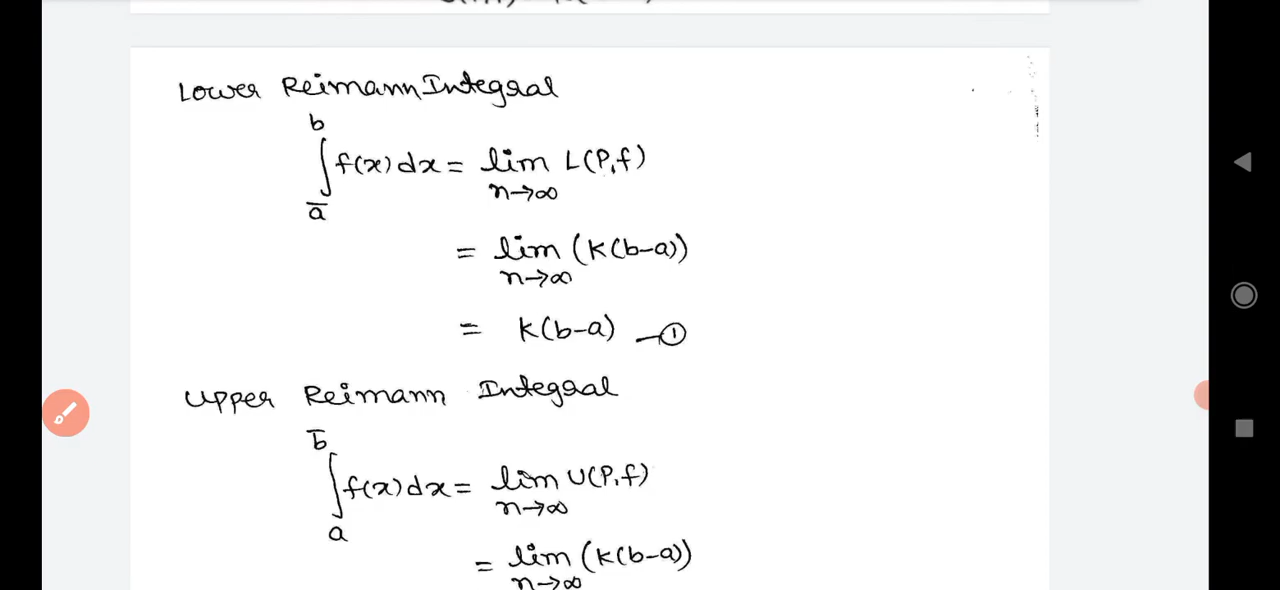 Lower Reimann Integral
b
∫ f(x) dx = lim L(P,f)
n→∞
a̅
= lim (k(b-a))
n→∞
= k(b-a) —①
Upper Reimann Integral
b̅
∫ f(x) dx = lim U(P,f)
n→∞
a
= lim (k(b-a))
n→∞